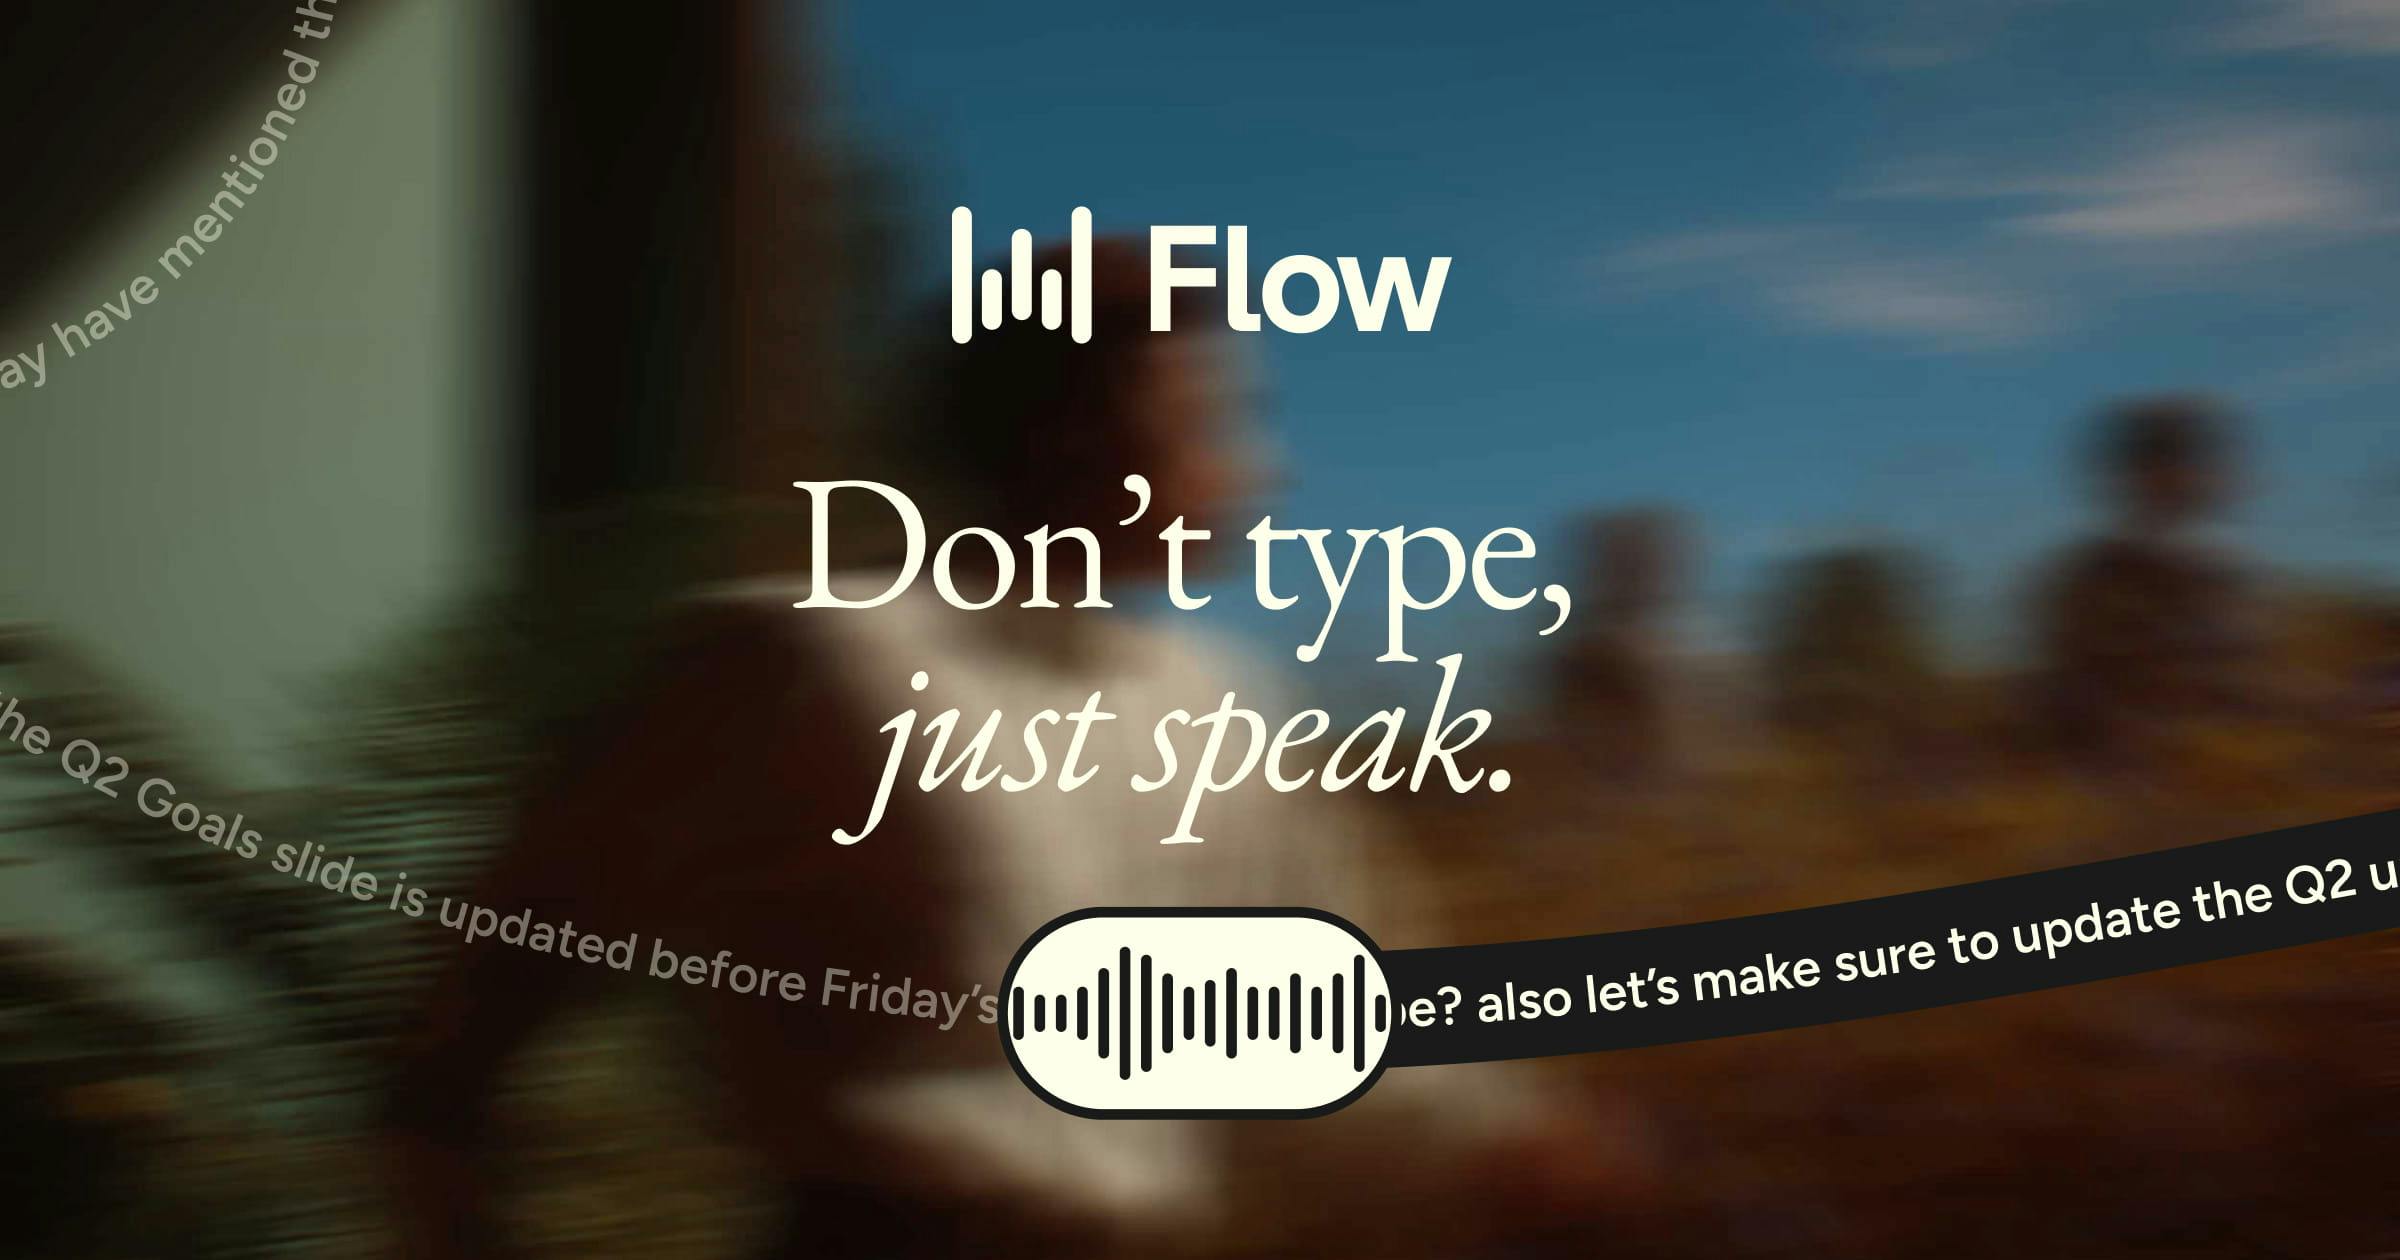 ay have mentioned th
Flow
Don’t type,
just speak.
he Q2 Goals slide is updated before Friday’s
e? also let’s make sure to update the Q2 u